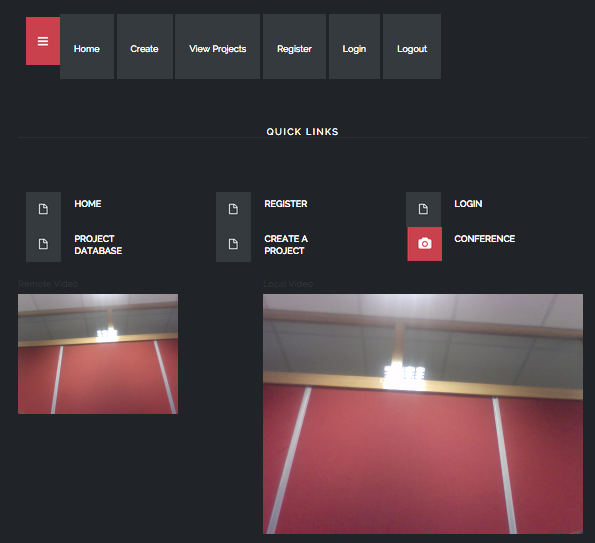 Home
Create
View Projects
Register
Login
Logout
QUICK LINKS
HOME
REGISTER
LOGIN
PROJECT
DATABASE
CREATE A
PROJECT
CONFERENCE
Remote Video
Local Video